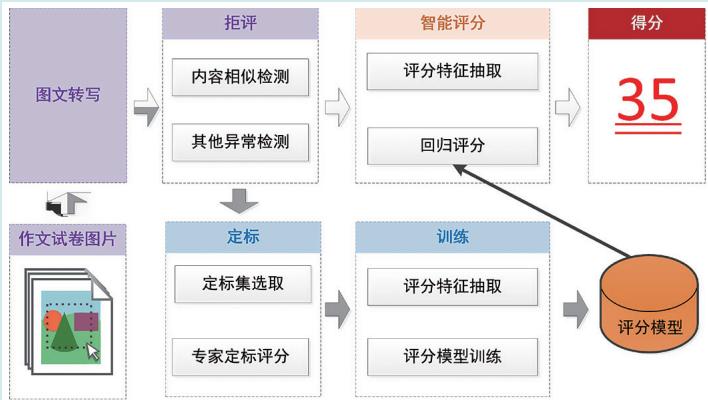 图文转写
拒评
内容相似检测
其他异常检测
智能评分
评分特征抽取
回归评分
得分
35
作文试卷图片
定标
定标集选取
专家定标评分
训练
评分特征抽取
评分模型训练
评分模型